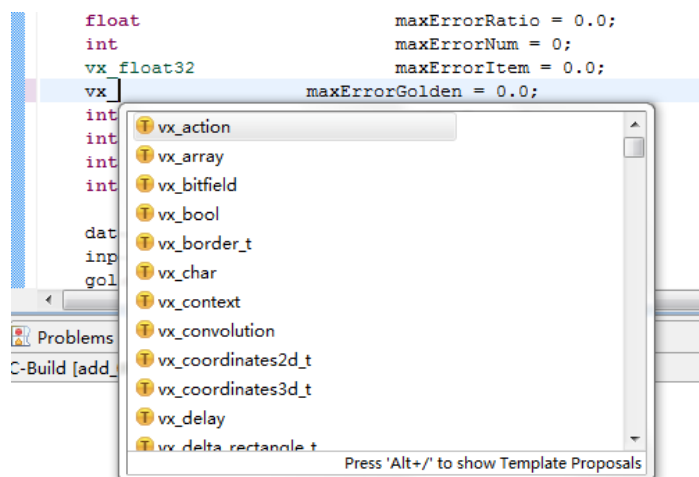 float maxErrorRatio = 0.0;
int maxErrorNum = 0;
vx_float32 maxErrorItem = 0.0;
vx_ maxErrorGolden = 0.0;
int
int
int
int
dat
inp
gol
vx_action
vx_array
vx_bitfield
vx_bool
vx_border_t
vx_char
vx_context
vx_convolution
vx_coordinates2d_t
vx_coordinates3d_t
vx_delay
vx_delta_rectangle_t
Press 'Alt+/' to show Template Proposals
Problems
C-Build [add_